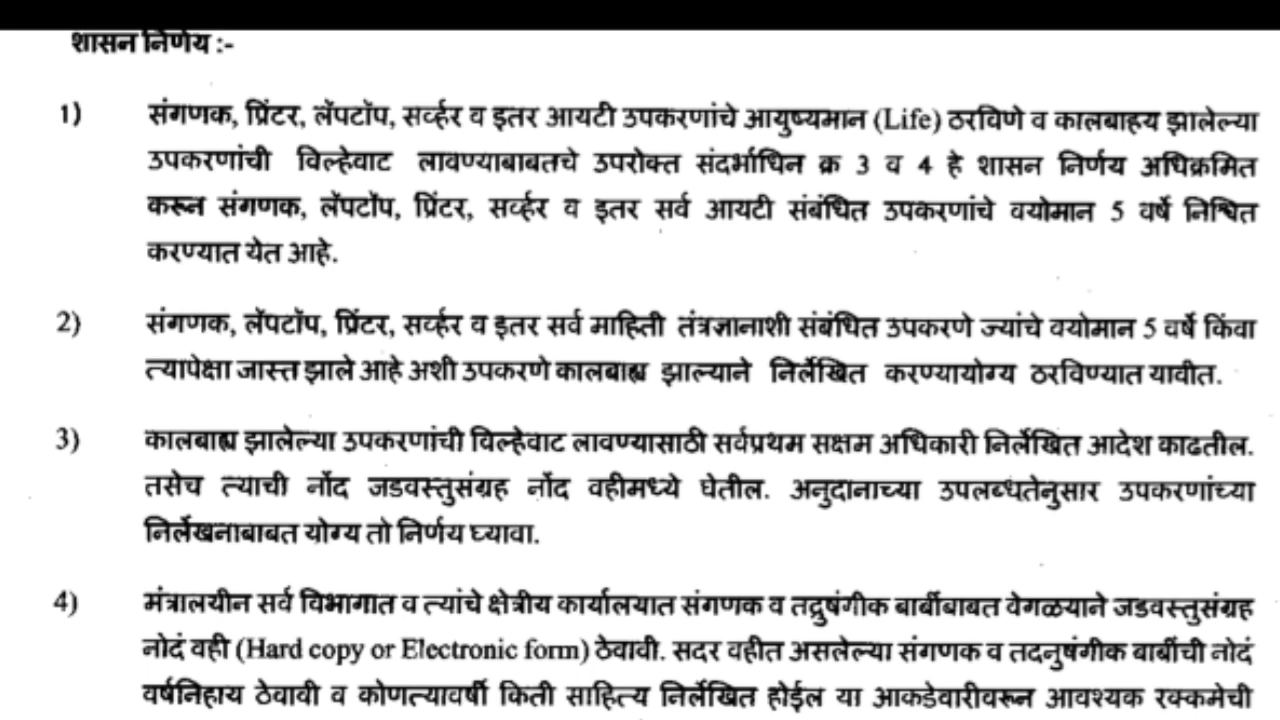 शासन निर्णय :-
1) संगणक, प्रिंटर, लॅपटॉप, सर्व्हर व इतर आयटी उपकरणांचे आयुष्यमान (Life) ठरविणे व कालबाहय झालेल्या
उपकरणांची विल्हेवाट लावण्याबाबतचे उपरोक्त संदर्भाधिन क्र 3 व 4 हे शासन निर्णय अधिक्रमित
करून संगणक, लॅपटॉप, प्रिंटर, सर्व्हर व इतर सर्व आयटी संबंधित उपकरणांचे वयोमान 5 वर्षे निश्चित
करण्यात येत आहे.
2) संगणक, लॅपटॉप, प्रिंटर, सर्व्हर व इतर सर्व माहिती तंत्रज्ञानाशी संबंधित उपकरणे ज्यांचे वयोमान 5 वर्षे किंवा
त्यापेक्षा जास्त झाले आहे अशी उपकरणे कालबाह्य झाल्याने निर्लेखित करण्यायोग्य ठरविण्यात यावीत.
3) कालबाह्य झालेल्या उपकरणांची विल्हेवाट लावण्यासाठी सर्वप्रथम सक्षम अधिकारी निर्लेखित आदेश काढतील.
तसेच त्याची नोंद जडवस्तुसंग्रह नोंद वहीमध्ये घेतील. अनुदानाच्या उपलब्धतेनुसार उपकरणांच्या
निर्लेखनाबाबत योग्य तो निर्णय घ्यावा.
4) मंत्रालयीन सर्व विभागात व त्यांचे क्षेत्रीय कार्यालयात संगणक व तद्नुषंगीक बाबींबाबत वेगळयाने जडवस्तुसंग्रह
नोदं वही (Hard copy or Electronic form) ठेवावी. सदर वहीत असलेल्या संगणक व तदनुषंगीक बाबींची नोदं
वर्षनिहाय ठेवावी व कोणत्यावर्षी किती साहित्य निर्लेखित होईल या आकडेवारीवरून आवश्यक रक्कमेची